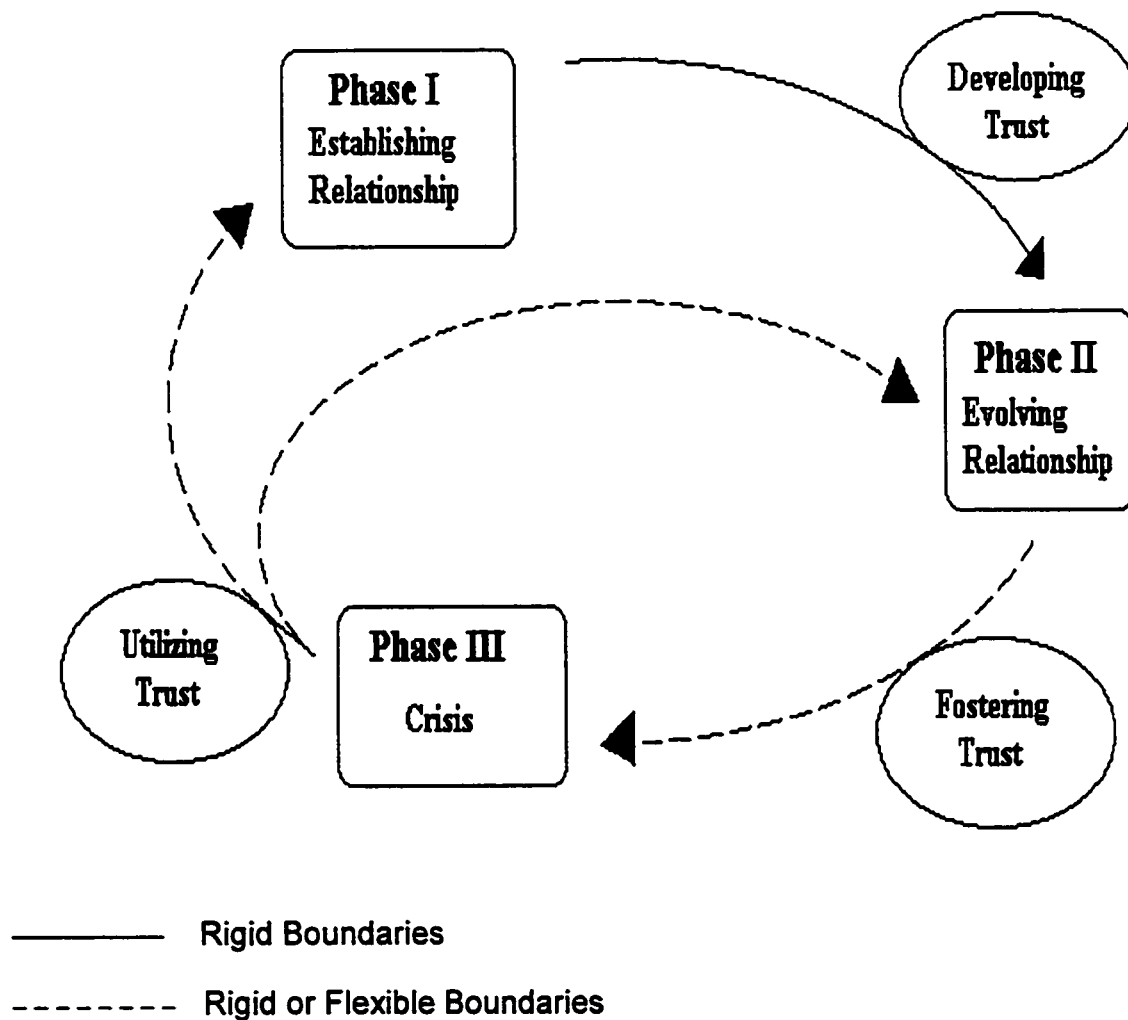 Phase I
Establishing
Relationship
Developing
Trust
Phase II
Evolving
Relationship
Utilizing
Trust
Phase III
Crisis
Fostering
Trust
Rigid Boundaries
Rigid or Flexible Boundaries